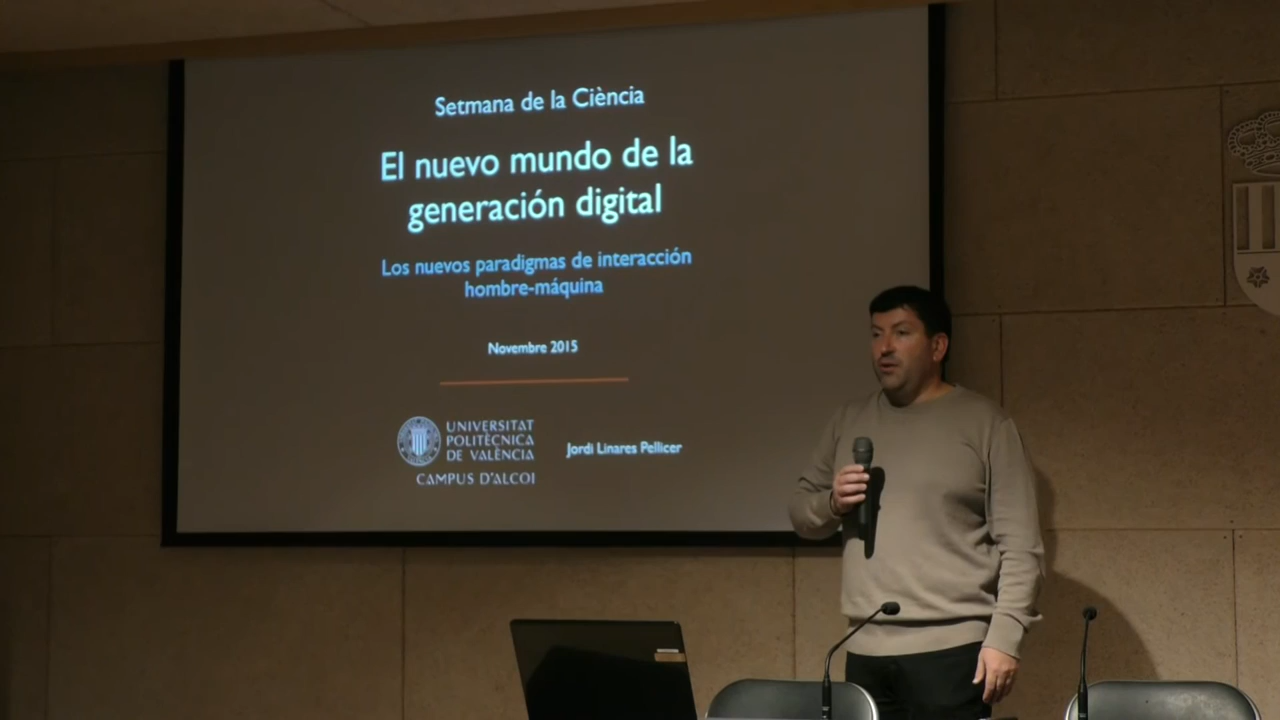 Setmana de la Ciència
El nuevo mundo de la
generación digital
Los nuevos paradigmas de interacción
hombre-máquina
Novembre 2015
UNIVERSITAT
POLITÈCNICA
DE VALÈNCIA
CAMPUS D'ALCOI
Jordi Linares Pellicer